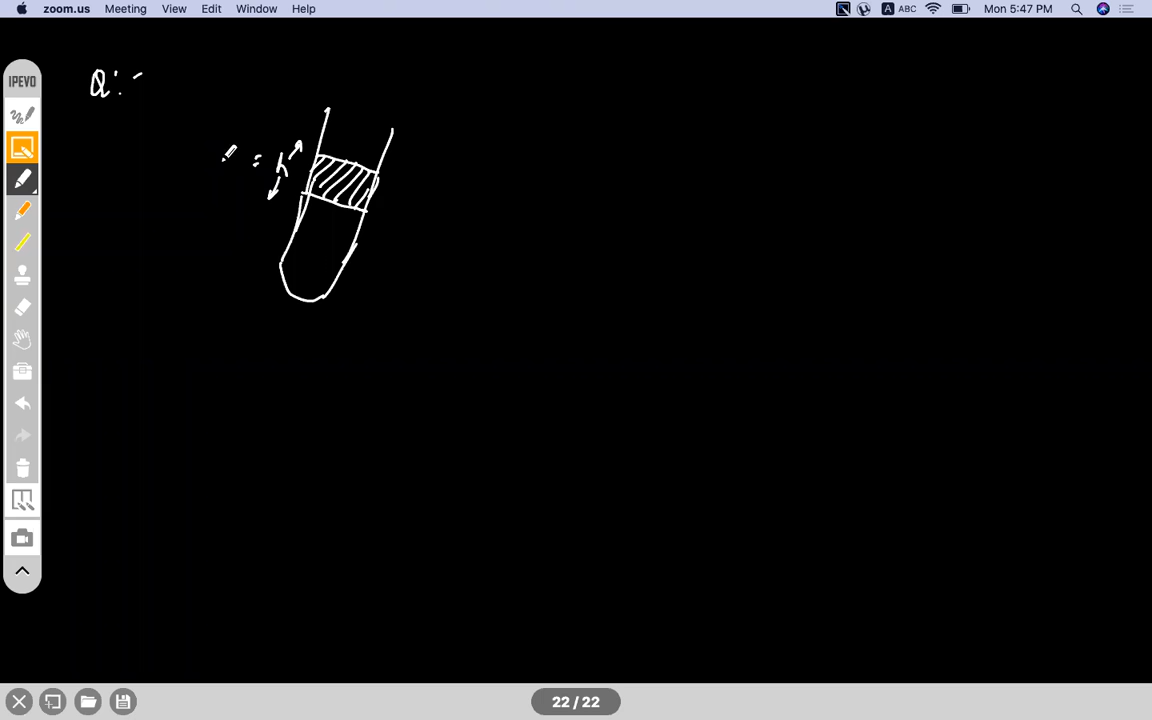 zoom.us Meeting View Edit Window Help A ABC Mon 5:47 PM
IPEVO
Q:-
= h
22 / 22